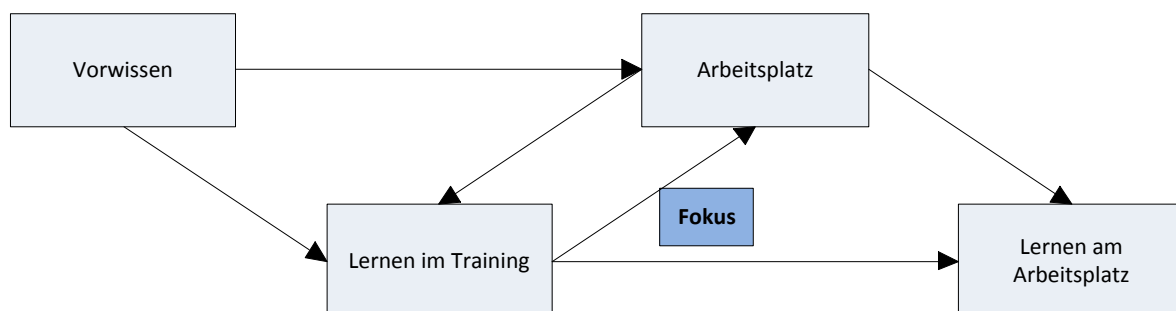 Vorwissen
Arbeitsplatz
Fokus
Lernen im Training
Lernen am
Arbeitsplatz